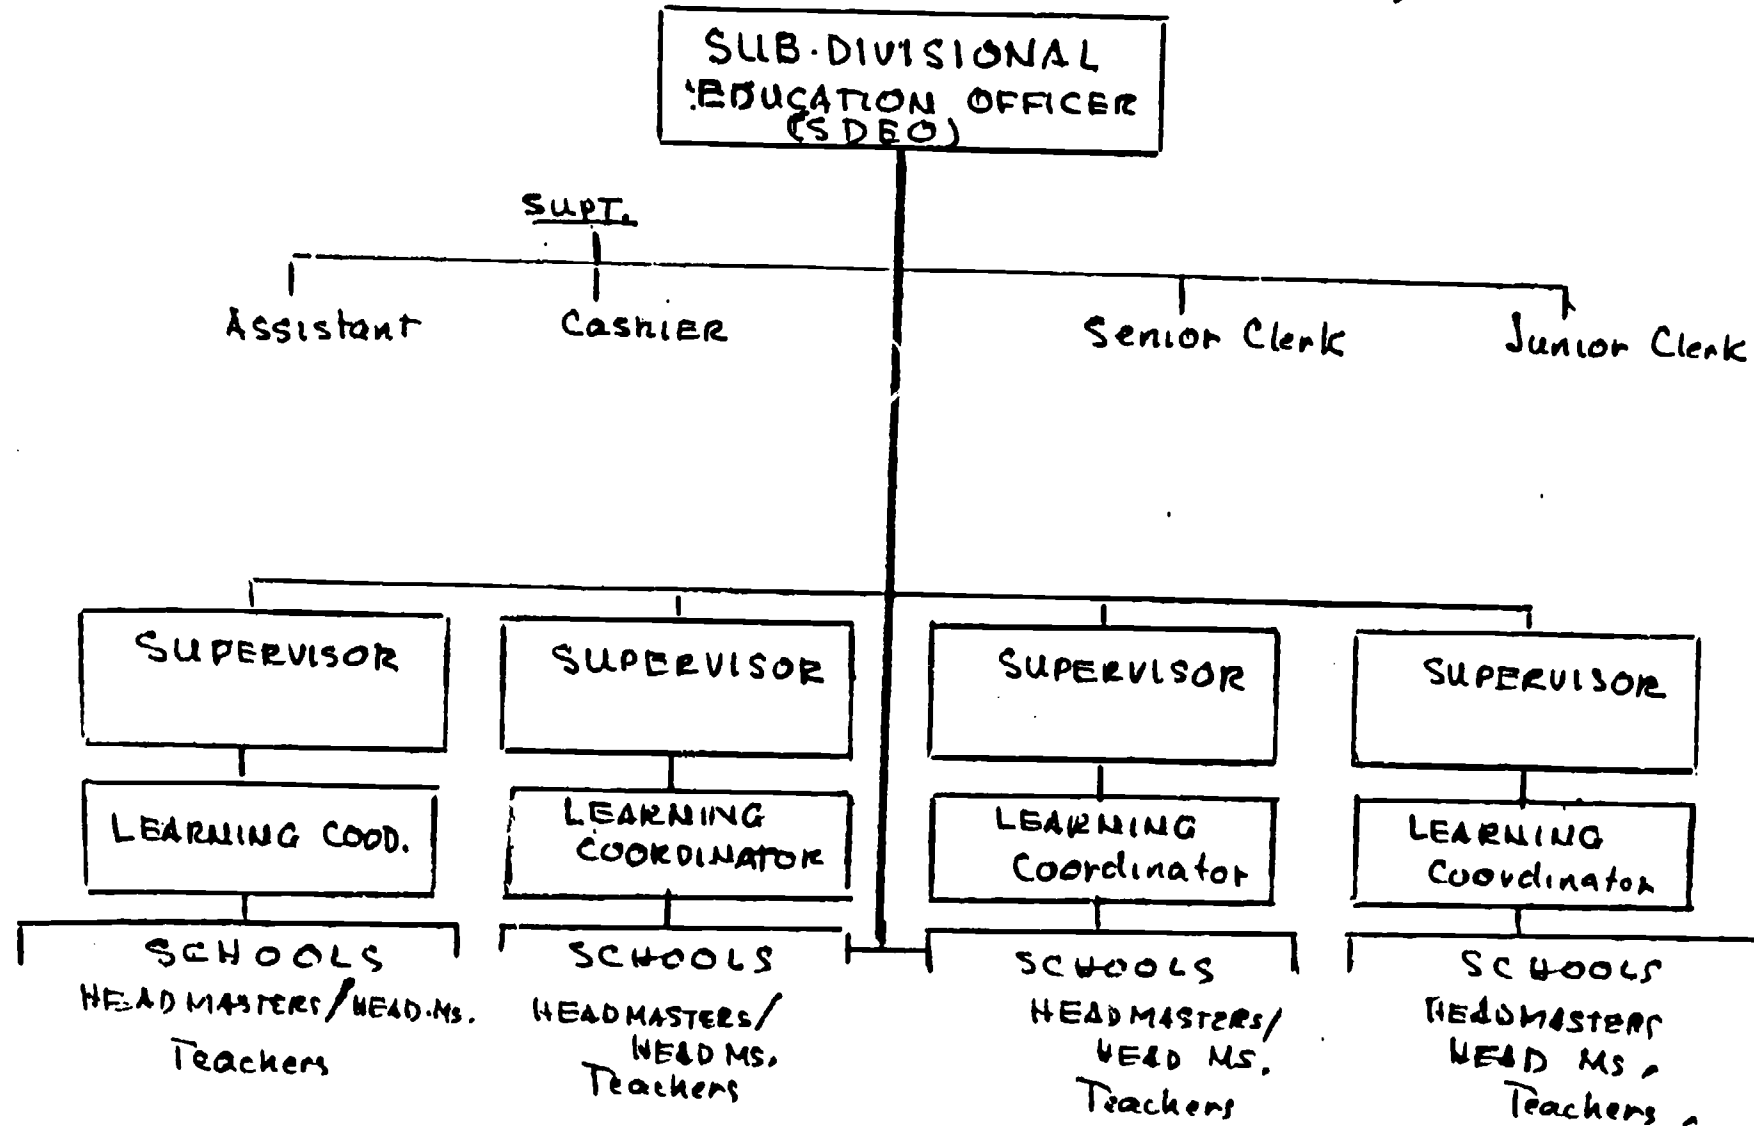 SUB-DIVISIONAL
EDUCATION OFFICER
(SDEO)
SUPT.
Assistant
CASHIER
Senior Clerk
Junior Clerk
SUPERVISOR
SUPERVISOR
SUPERVISOR
SUPERVISOR
LEARNING COOD.
LEARNING
COORDINATOR
LEARNING
Coordinator
LEARNING
Coordinator
SCHOOLS
HEADMASTERS/HEAD.MS.
Teachers
SCHOOLS
HEADMASTERS/
HEAD MS.
Teachers
SCHOOLS
HEADMASTERS/
HEAD MS.
Teachers
SCHOOLS
HEADMASTERS
HEAD MS.
Teachers